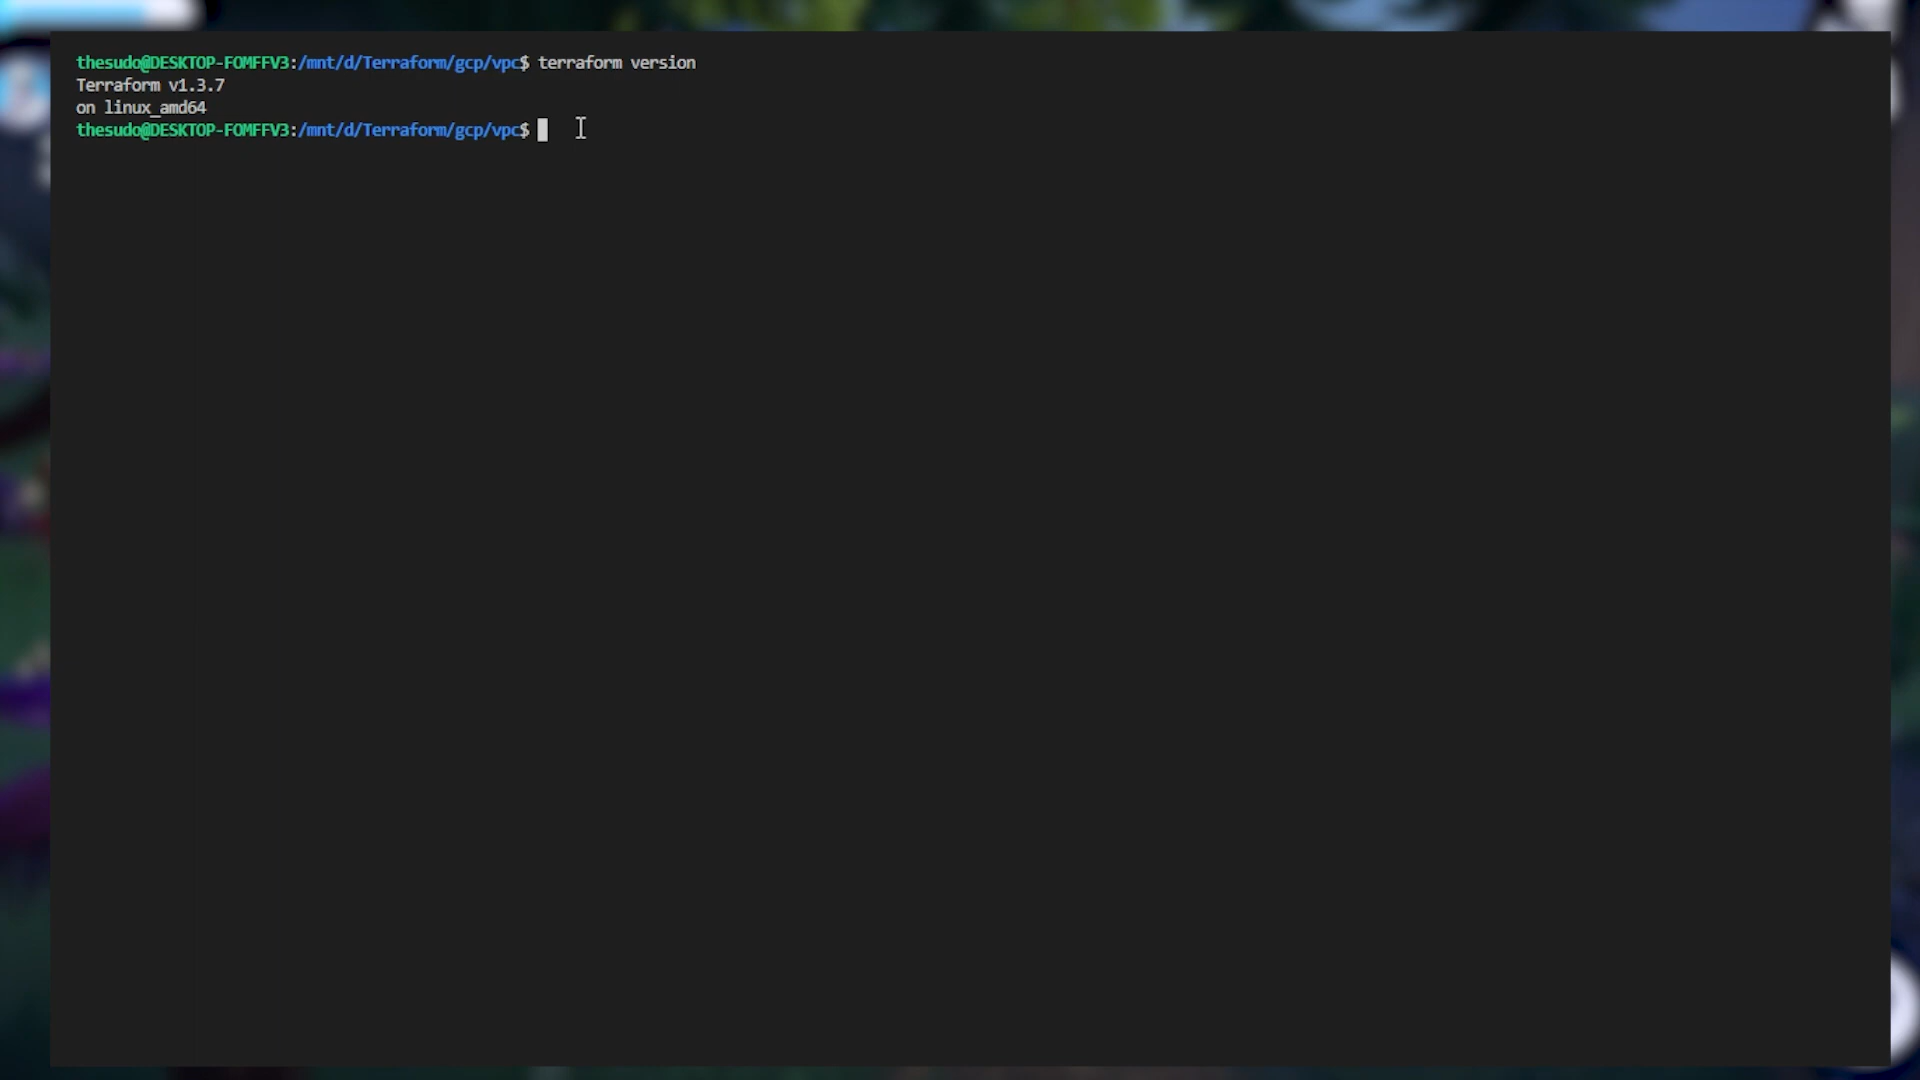 thesudo@DESKTOP-FOMFFV3:/mnt/d/Terraform/gcp/vpc$ terraform version
Terraform v1.3.7
on linux_amd64
thesudo@DESKTOP-FOMFFV3:/mnt/d/Terraform/gcp/vpc$